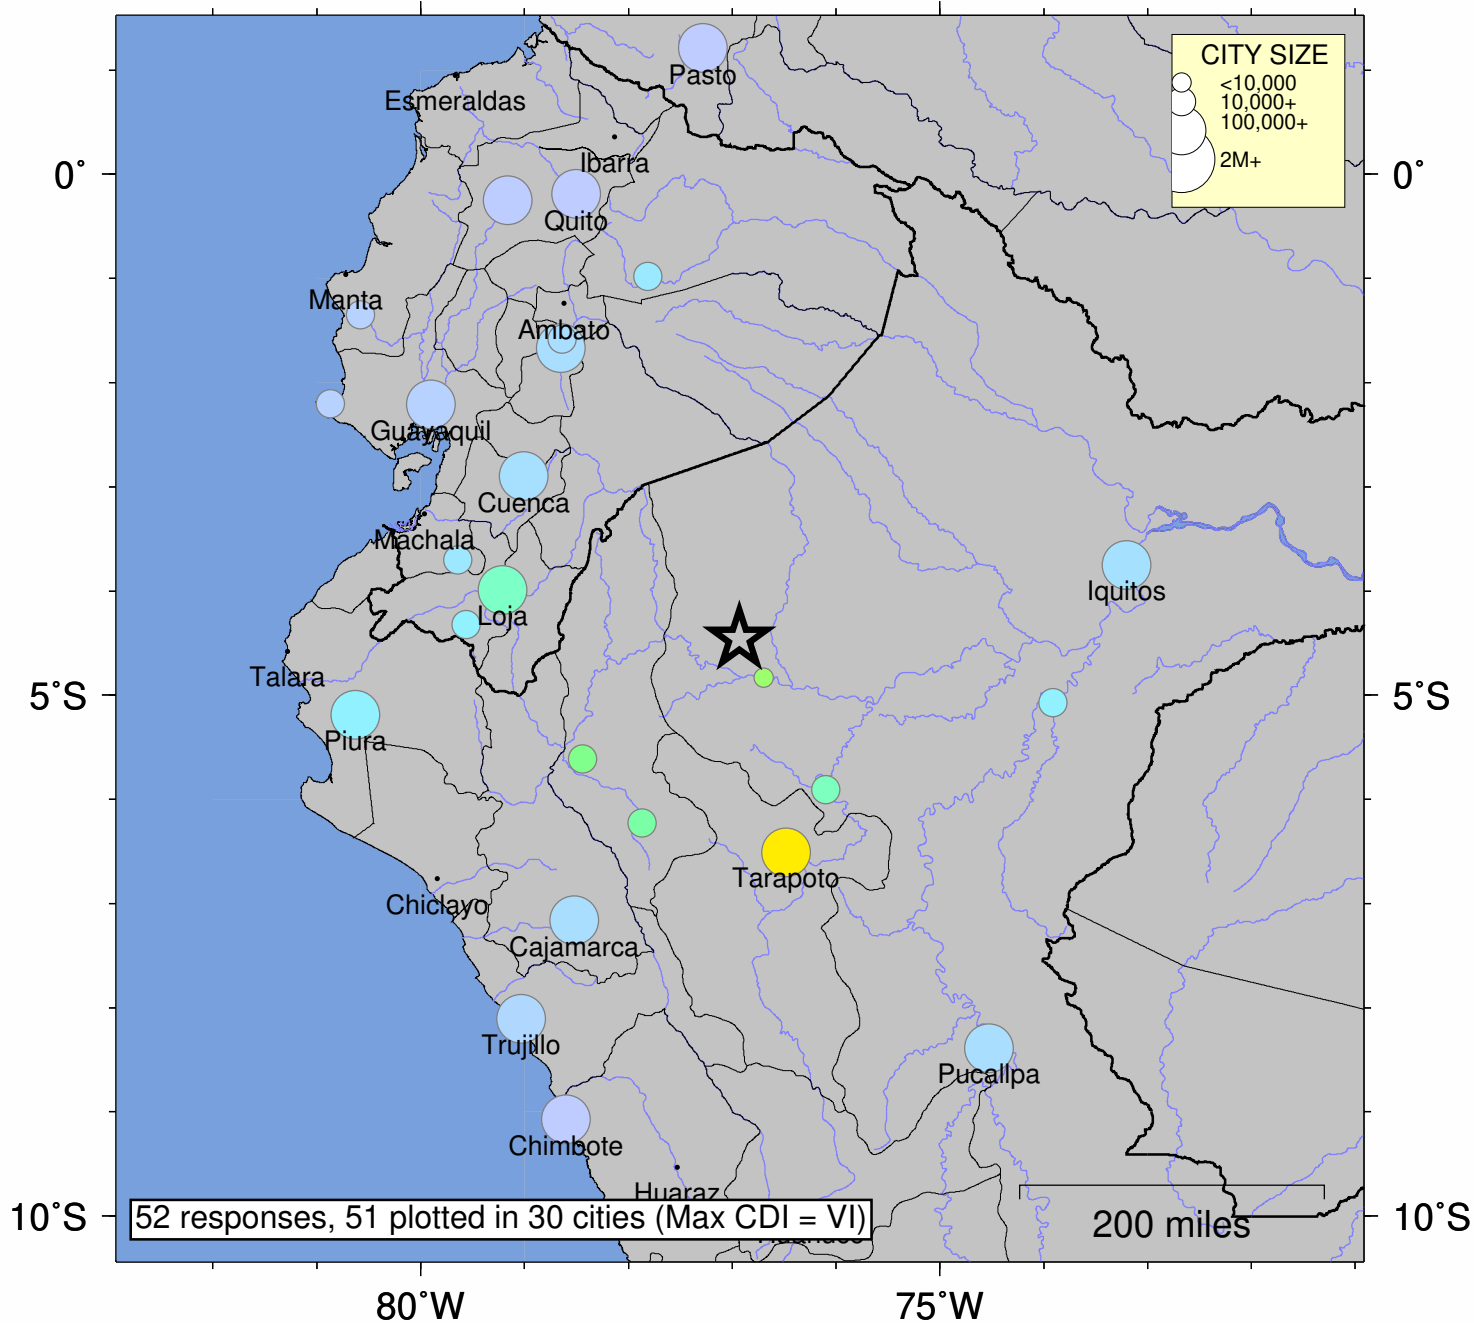 CITY SIZE
<10,000
10,000+
100,000+
2M+
Pasto
Esmeraldas
Ibarra
0˚
0˚
Quito
Manta
Ambato
Guayaquil
Cuenca
Machala
Iquitos
Loja
Talara
5˚S
5˚S
Piura
Tarapoto
Chiclayo
Cajamarca
Trujillo
Pucallpa
Chimbote
Huaraz
10˚S
52 responses, 51 plotted in 30 cities (Max CDI = VI)
200 miles
10˚S
80˚W
75˚W